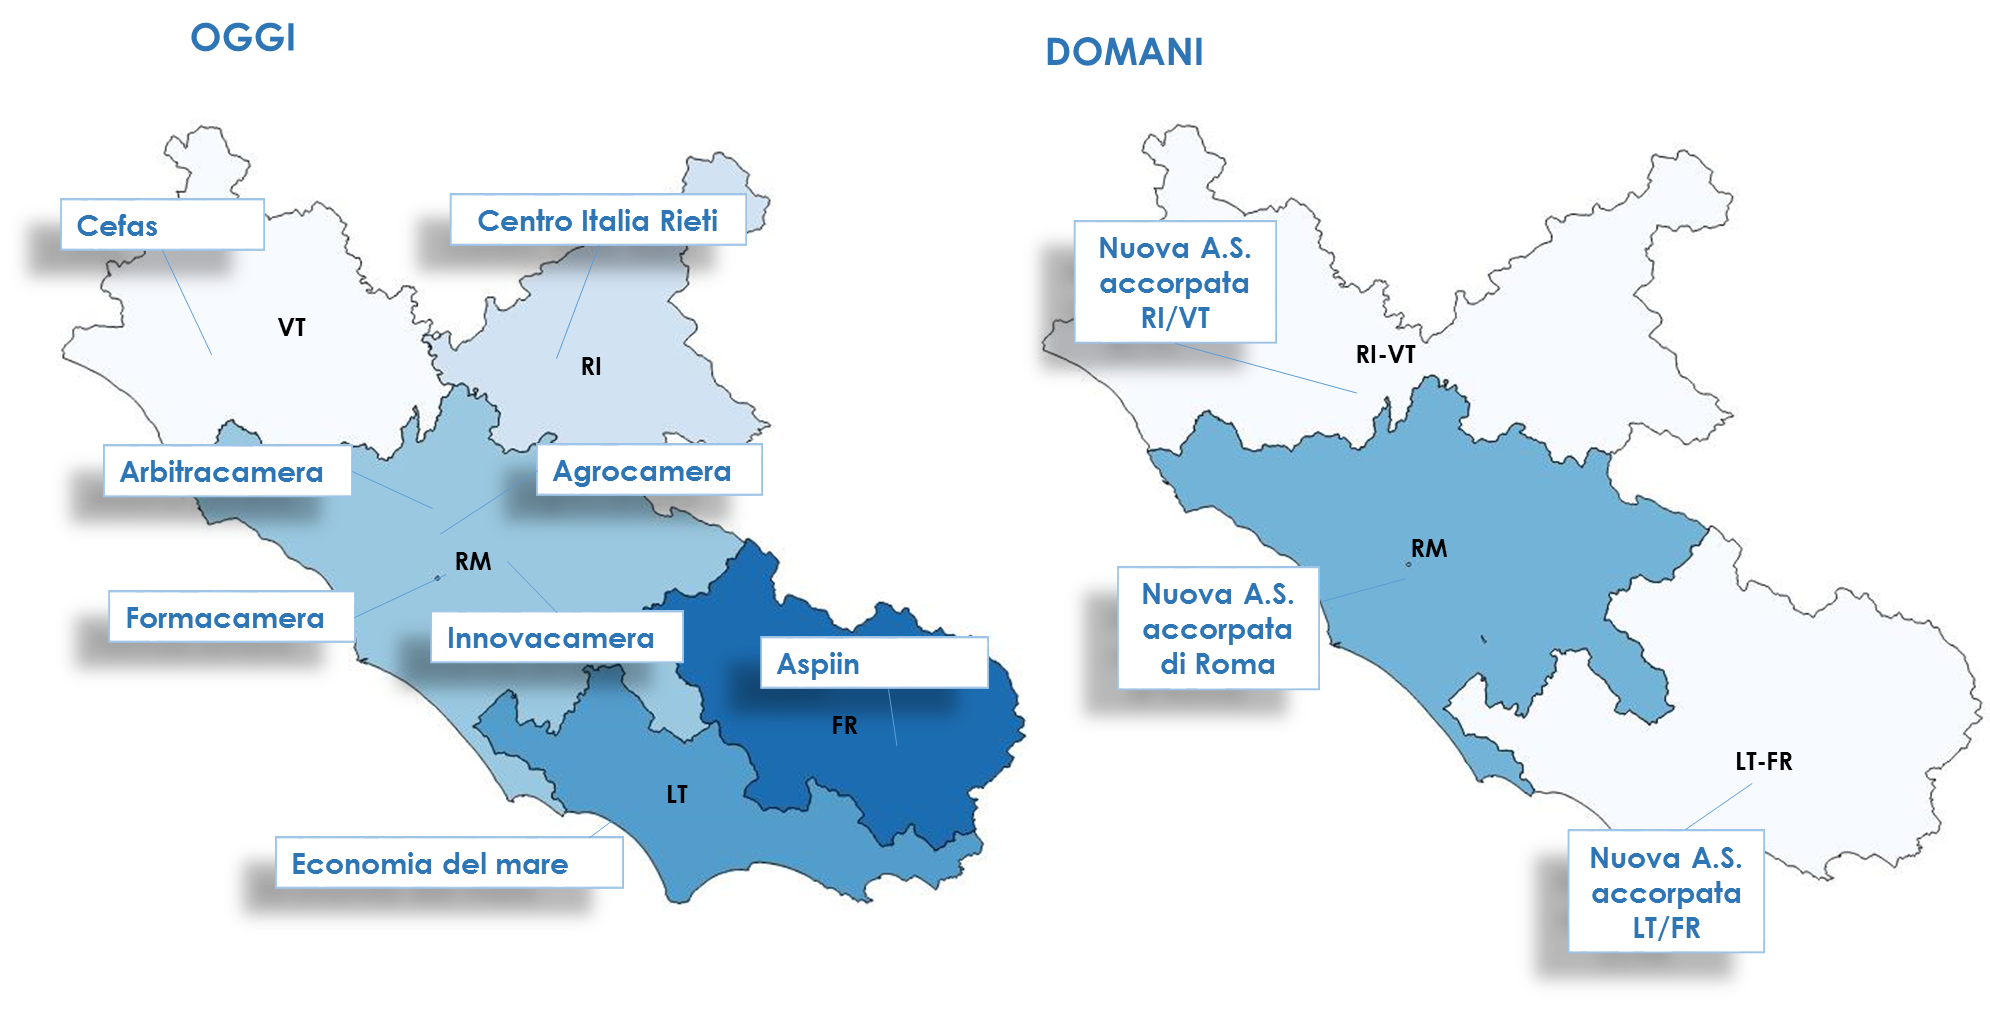 OGGI
Cefas
Centro Italia Rieti
VT
RI
Arbitracamera
Agrocamera
RM
Formacamera
Innovacamera
Aspiin
FR
LT
Economia del mare
DOMANI
Nuova A.S.
accorpata
RI/VT
RI-VT
RM
Nuova A.S.
accorpata
di Roma
LT-FR
Nuova A.S.
accorpata
LT/FR